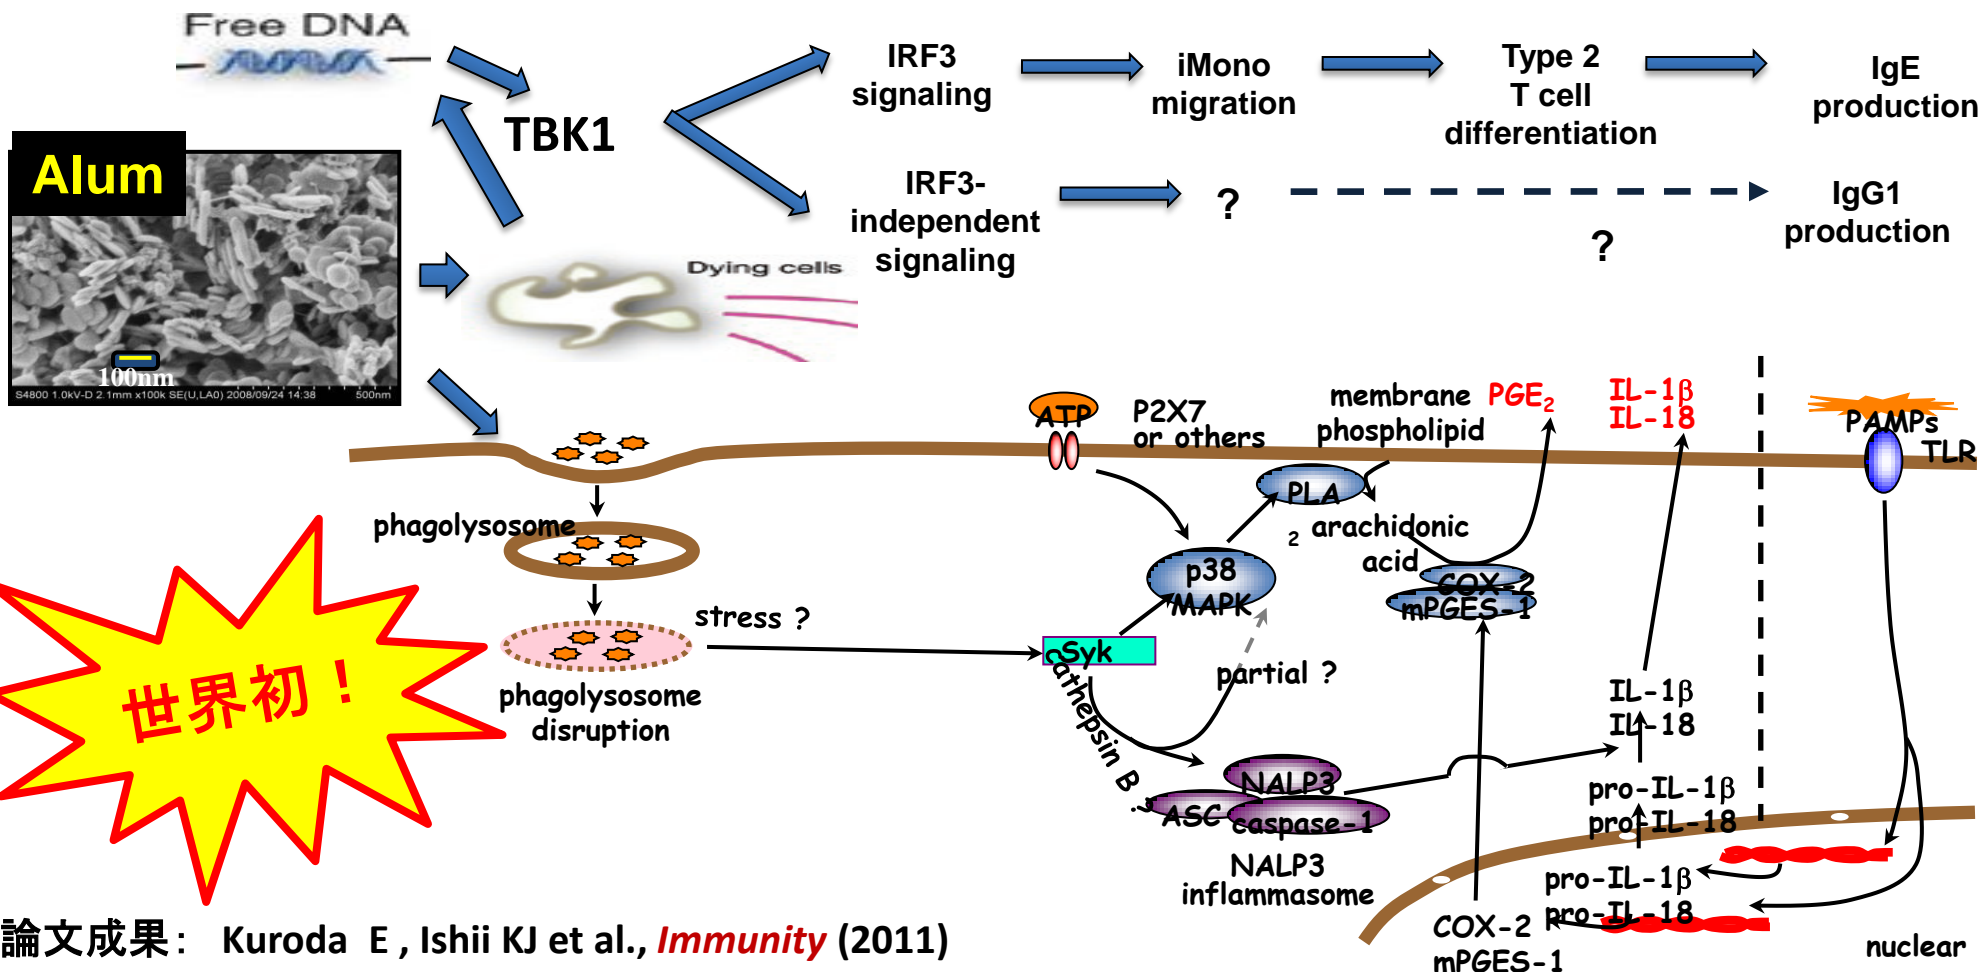 Free DNA
TBK1
IRF3
signaling
iMono
migration
Type 2
T cell
differentiation
IgE
production
Alum
100nm
S4800 1.0kV-D 2.1mm x100k SE(U,LA0) 2008/09/24 14:38
500nm
IRF3-
independent
signaling
?
?
IgG1
production
Dying cells
ATP
P2X7
or others
membrane
phospholipid
PGE2
IL-1β
IL-18
PAMPs
TLR
PLA
2
arachidonic
acid
phagolysosome
p38
MAPK
COX-2
mPGES-1
stress ?
Syk
Cathepsin B ?
partial ?
phagolysosome
disruption
世界初！
IL-1β
IL-18
NALP3
ASC
caspase-1
NALP3
inflammasome
pro-IL-1β
pro-IL-18
pro-IL-1β
pro-IL-18
COX-2
mPGES-1
nuclear
論文成果： Kuroda E , Ishii KJ et al., Immunity (2011)